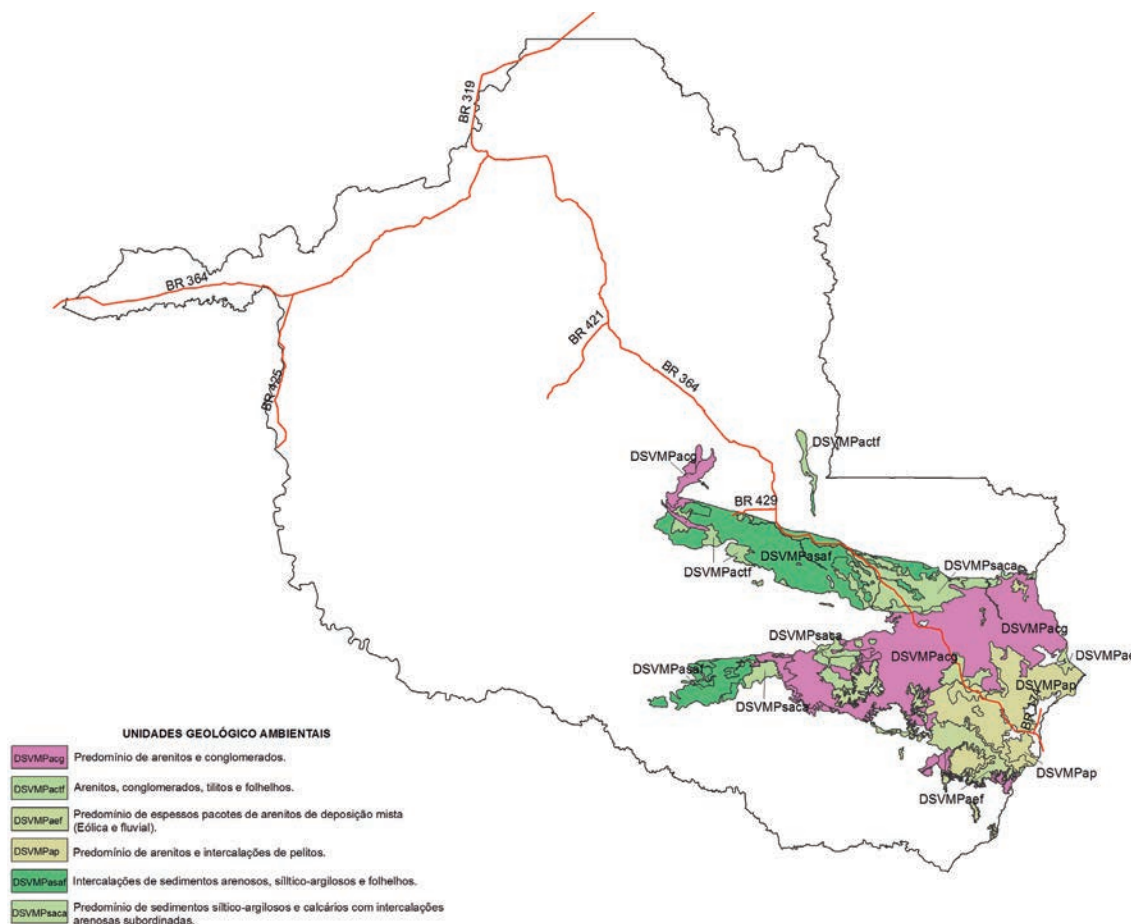 BR 319
BR 364
BR 421
BR 425
BR 364
DSVMPactf
DSVMPacg
BR 429
DSVMPasaf
DSVMPactf
DSVMPsaca
DSVMPacg
DSVMPsaca
DSVMPacg
DSVMPae
DSVMPasaf
DSVMPap
DSVMPsaca
DSVMPap
DSVMPaef
UNIDADES GEOLÓGICO AMBIENTAIS
DSVMPacg Predomínio de arenitos e conglomerados.
DSVMPactf Arenitos, conglomerados, tilitos e folhelhos.
DSVMPaef Predomínio de espessos pacotes de arenitos de deposição mista
(Eólica e fluvial).
DSVMPap Predomínio de arenitos e intercalações de pelitos.
DSVMPasaf Intercalações de sedimentos arenosos, sílltico-argilosos e folhelhos.
DSVMPsaca Predomínio de sedimentos síltico-argilosos e calcários com intercalações
arenosas subordinadas.